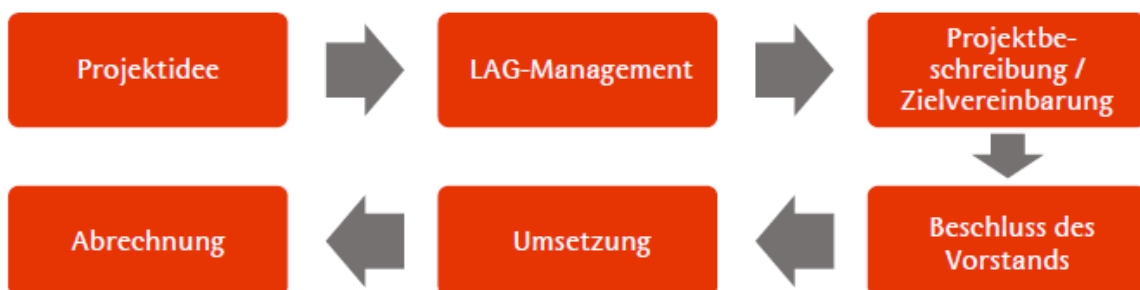 Projektidee
LAG-Management
Projektbe-
schreibung /
Zielvereinbarung
Beschluss des
Vorstands
Umsetzung
Abrechnung